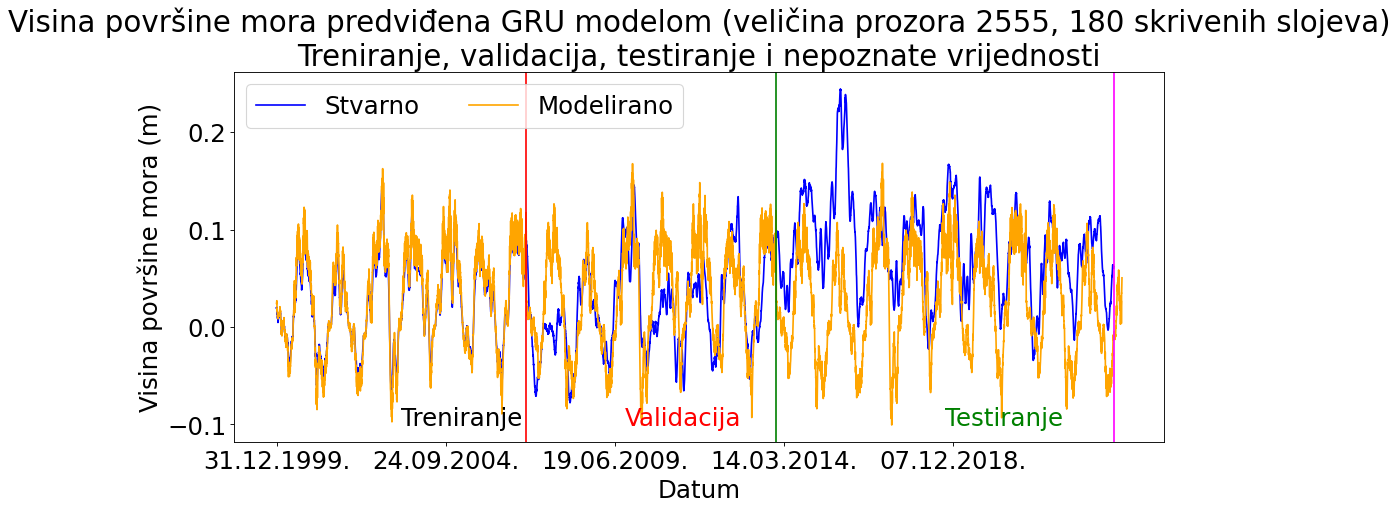 Visina površine mora predviđena GRU modelom (veličina prozora 2555, 180 skrivenih slojeva)
Treniranje, validacija, testiranje i nepoznate vrijednosti
Stvarno
Modelirano
Visina površine mora (m)
0.2
0.1
0.0
−0.1
Treniranje
Validacija
Testiranje
31.12.1999.
24.09.2004.
19.06.2009.
14.03.2014.
07.12.2018.
Datum